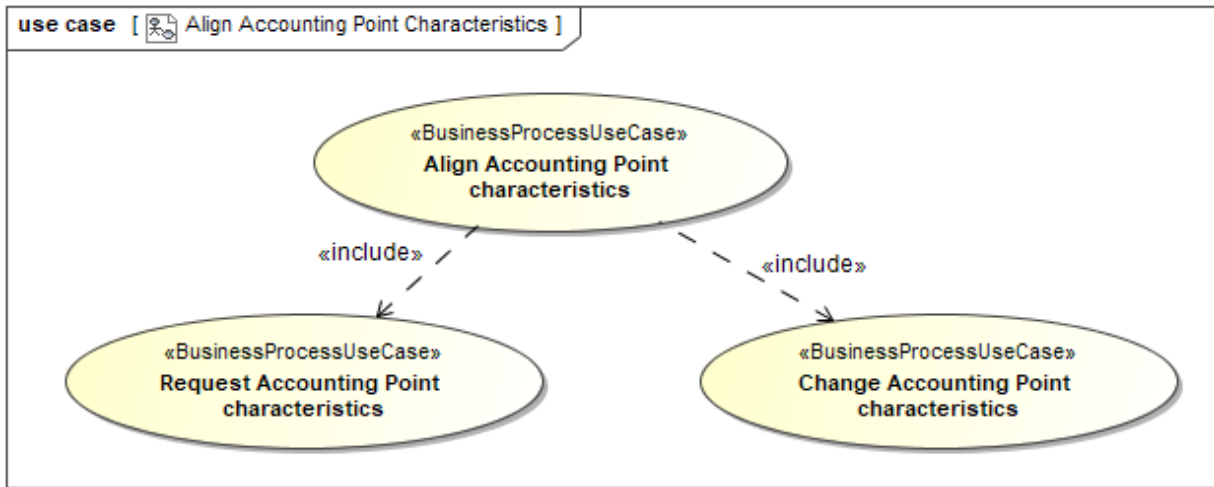 use case [ Align Accounting Point Characteristics ]
«BusinessProcessUseCase»
Align Accounting Point
characteristics
«include»
«include»
«BusinessProcessUseCase»
Request Accounting Point
characteristics
«BusinessProcessUseCase»
Change Accounting Point
characteristics